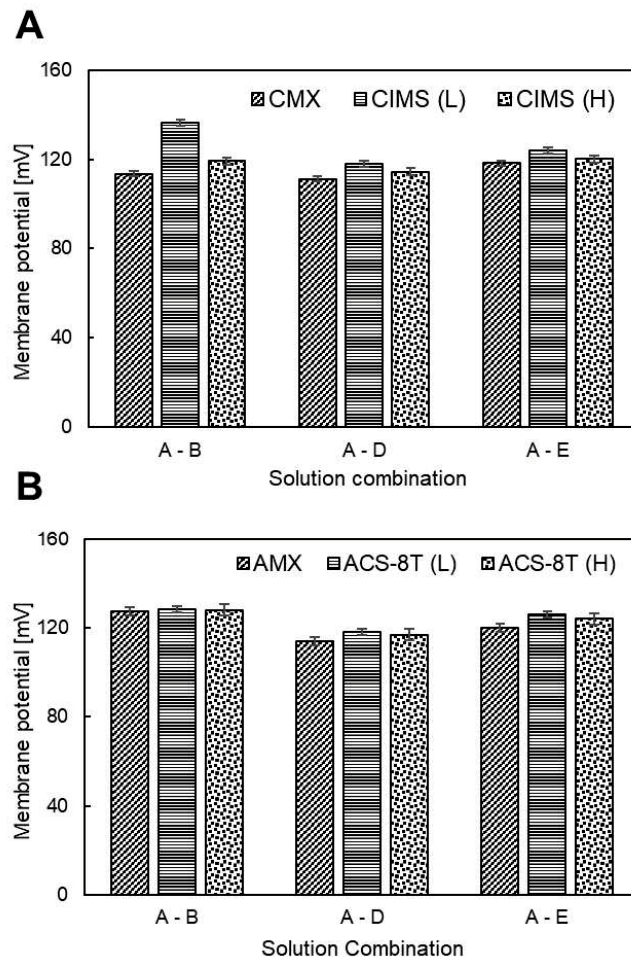 A
160
120
80
40
0
Membrane potential [mV]
CMX CIMS (L) CIMS (H)
A - B A - D A - E
Solution combination
B
160
120
80
40
0
Membrane potential [mV]
AMX ACS-8T (L) ACS-8T (H)
A - B A - D A - E
Solution Combination